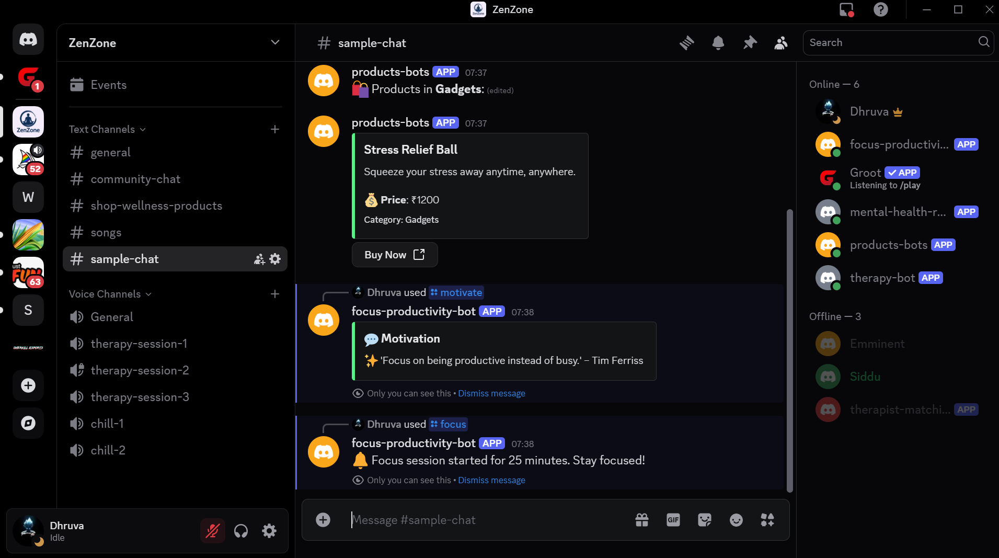 ZenZone
ZenZone
Events
Text Channels
general
community-chat
shop-wellness-products
songs
sample-chat
Voice Channels
General
therapy-session-1
therapy-session-2
therapy-session-3
chill-1
chill-2
1
ZenZone
52
W
ust
FUN
63
S
OVERKILL ESPORTS
Dhruva
Idle
sample-chat
Search
products-bots APP 07:37
Products in Gadgets: (edited)
products-bots APP 07:37
Stress Relief Ball
Squeeze your stress away anytime, anywhere.
Price: ₹1200
Category: Gadgets
Buy Now
Dhruva used motivate
focus-productivity-bot APP 07:38
Motivation
'Focus on being productive instead of busy.' – Tim Ferriss
Only you can see this • Dismiss message
Dhruva used focus
focus-productivity-bot APP 07:38
Focus session started for 25 minutes. Stay focused!
Only you can see this • Dismiss message
Message #sample-chat
GIF
Online — 6
Dhruva
focus-productivi... APP
Groot APP
Listening to /play
mental-health-r... APP
products-bots APP
therapy-bot APP
Offline — 3
Emminent
Siddu
therapist-matchi... APP